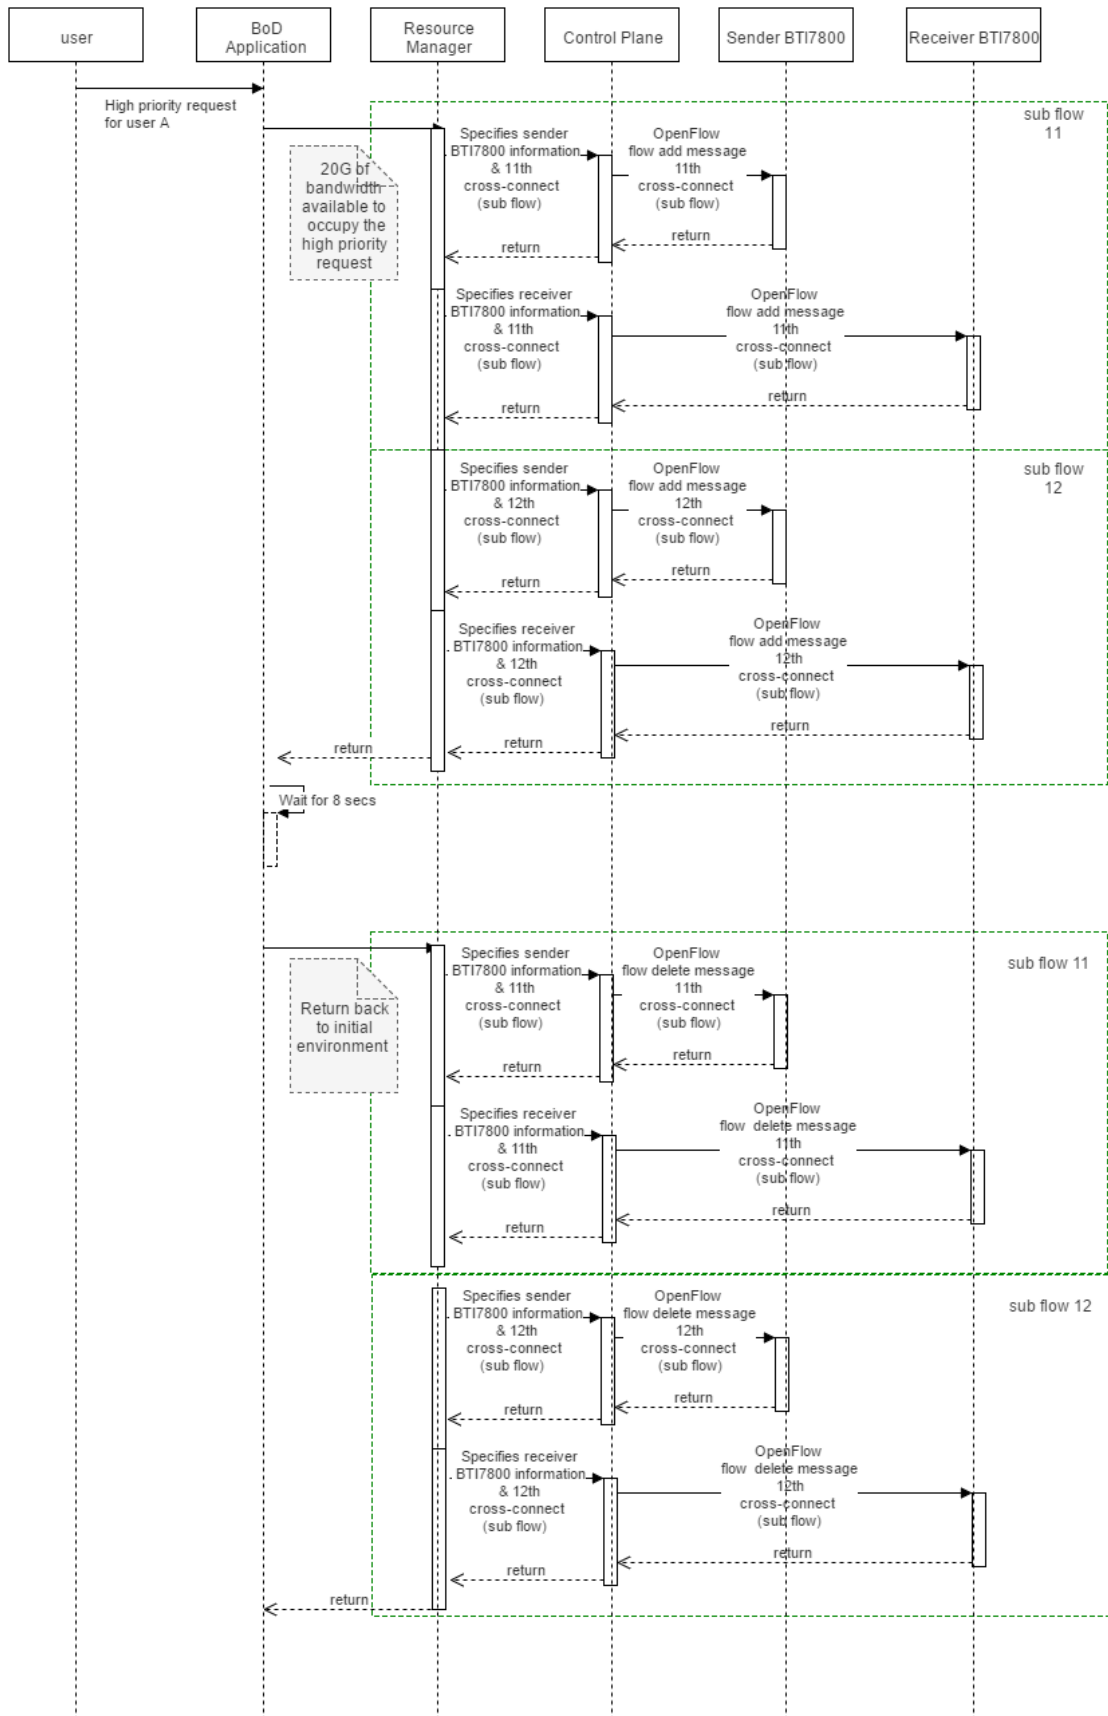 user
BoD
Application
Resource
Manager
Control Plane
Sender BTI7800
Receiver BTI7800
High priority request
for user A
sub flow
11
20G of
bandwidth
available to
occupy the
high priority
request
Specifies sender
BTI7800 information
& 11th
cross-connect
(sub flow)
OpenFlow
flow add message
11th
cross-connect
(sub flow)
return
return
Specifies receiver
BTI7800 information
& 11th
cross-connect
(sub flow)
OpenFlow
flow add message
11th
cross-connect
(sub flow)
return
return
sub flow
12
Specifies sender
BTI7800 information
& 12th
cross-connect
(sub flow)
OpenFlow
flow add message
12th
cross-connect
(sub flow)
return
return
Specifies receiver
BTI7800 information
& 12th
cross-connect
(sub flow)
OpenFlow
flow add message
12th
cross-connect
(sub flow)
return
return
return
Wait for 8 secs
sub flow 11
Return back
to initial
environment
Specifies sender
BTI7800 information
& 11th
cross-connect
(sub flow)
OpenFlow
flow delete message
11th
cross-connect
(sub flow)
return
return
Specifies receiver
BTI7800 information
& 11th
cross-connect
(sub flow)
OpenFlow
flow delete message
11th
cross-connect
(sub flow)
return
return
sub flow 12
Specifies sender
BTI7800 information
& 12th
cross-connect
(sub flow)
OpenFlow
flow delete message
12th
cross-connect
(sub flow)
return
return
Specifies receiver
BTI7800 information
& 12th
cross-connect
(sub flow)
OpenFlow
flow delete message
12th
cross-connect
(sub flow)
return
return
return